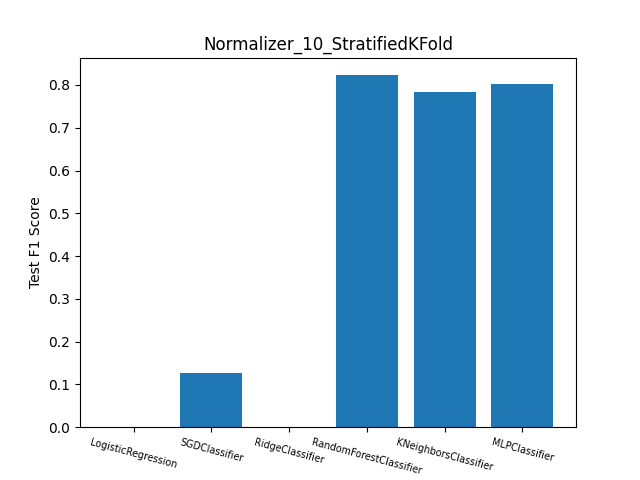 Normalizer_10_StratifiedKFold
Test F1 Score
0.8
0.7
0.6
0.5
0.4
0.3
0.2
0.1
0.0
LogisticRegression
SGDClassifier
RidgeClassifier
RandomForestClassifier
KNeighborsClassifier
MLPClassifier